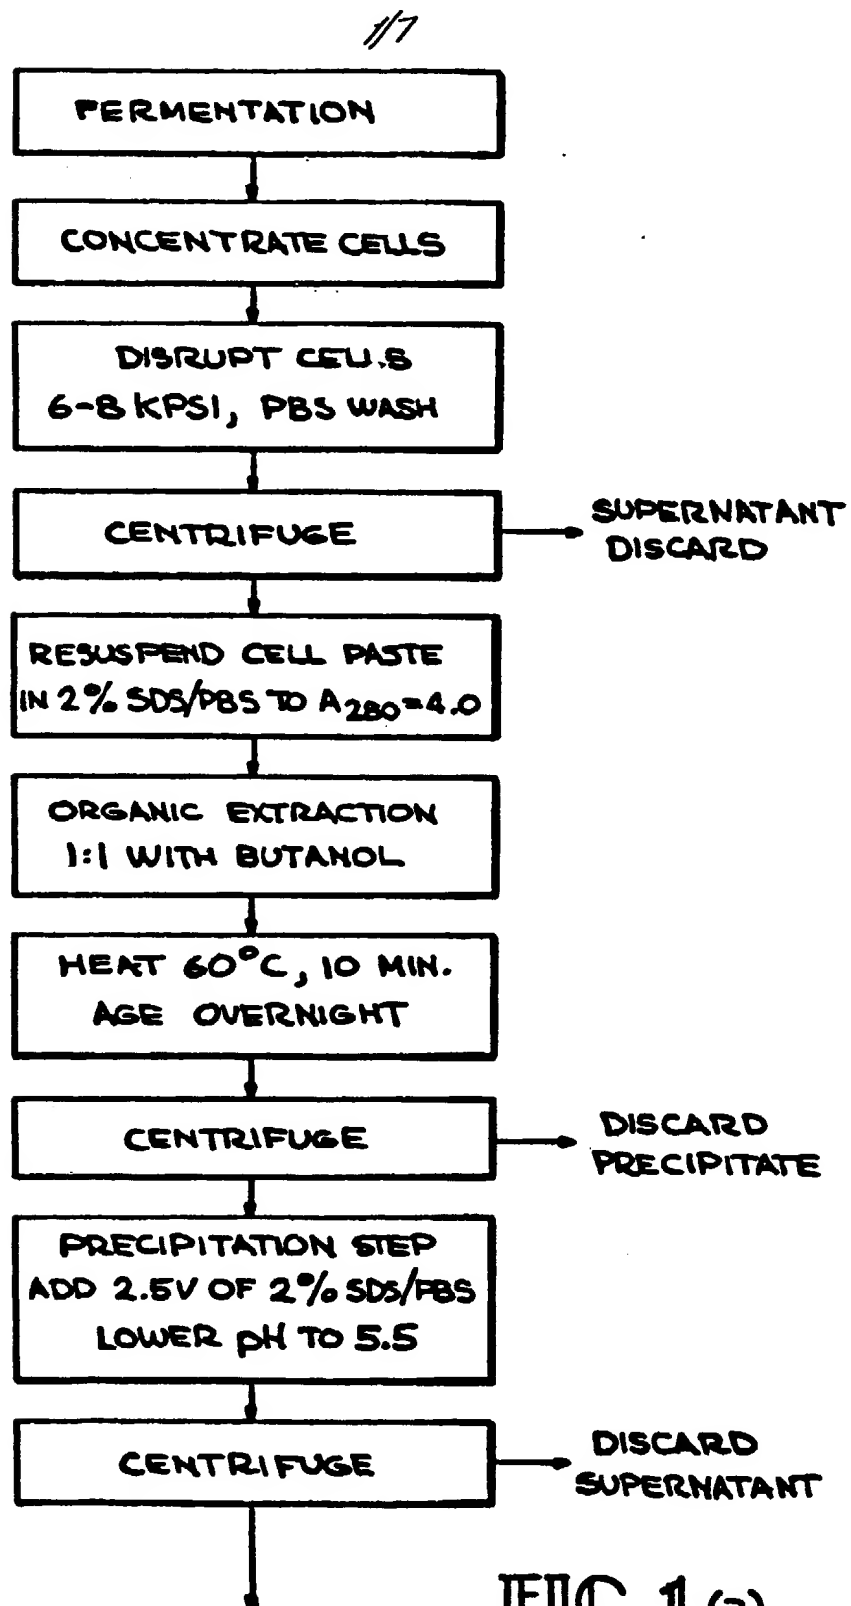 1/7
FERMENTATION
CONCENTRATE CELLS
DISRUPT CELLS
6-8 KPSI, PBS WASH
CENTRIFUGE
SUPERNATANT
DISCARD
RESUSPEND CELL PASTE
IN 2% SDS/PBS TO A280=4.0
ORGANIC EXTRACTION
1:1 WITH BUTANOL
HEAT 60°C, 10 MIN.
AGE OVERNIGHT
CENTRIFUGE
DISCARD
PRECIPITATE
PRECIPITATION STEP
ADD 2.5V OF 2% SDS/PBS
LOWER pH TO 5.5
CENTRIFUGE
DISCARD
SUPERNATANT
FIG 1 (a)